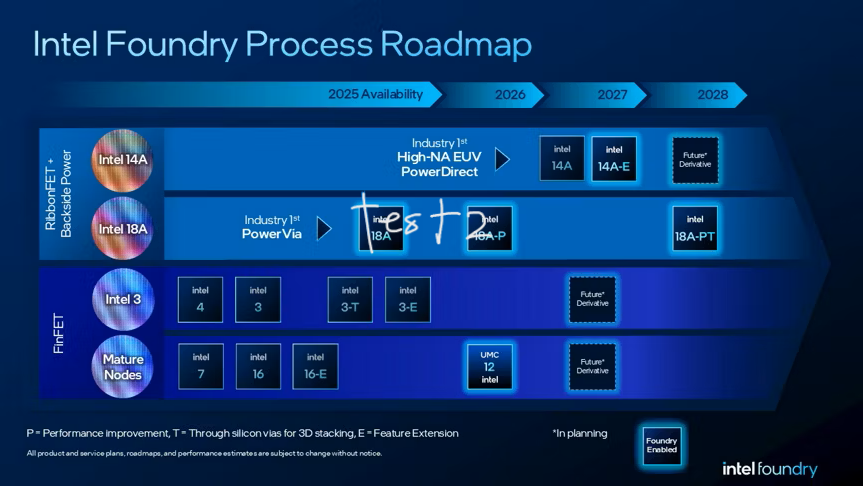 Intel Foundry Process Roadmap
2025 Availability 2026 2027 2028
RibbonFET +
Backside Power
Intel 14A
Industry 1st
High-NA EUV
PowerDirect
intel
14A
intel
14A-E
Future*
Derivative
Intel 18A
Industry 1st
PowerVia
intel
18A
test2
intel
18A-P
intel
18A-PT
FinFET
Intel 3
intel
4
intel
3
intel
3-T
intel
3-E
Future*
Derivative
Mature
Nodes
intel
7
intel
16
intel
16-E
UMC
12
intel
Future*
Derivative
P = Performance improvement, T = Through silicon vias for 3D stacking, E = Feature Extension
*In planning
Foundry
Enabled
All product and service plans, roadmaps, and performance estimates are subject to change without notice.
intel foundry